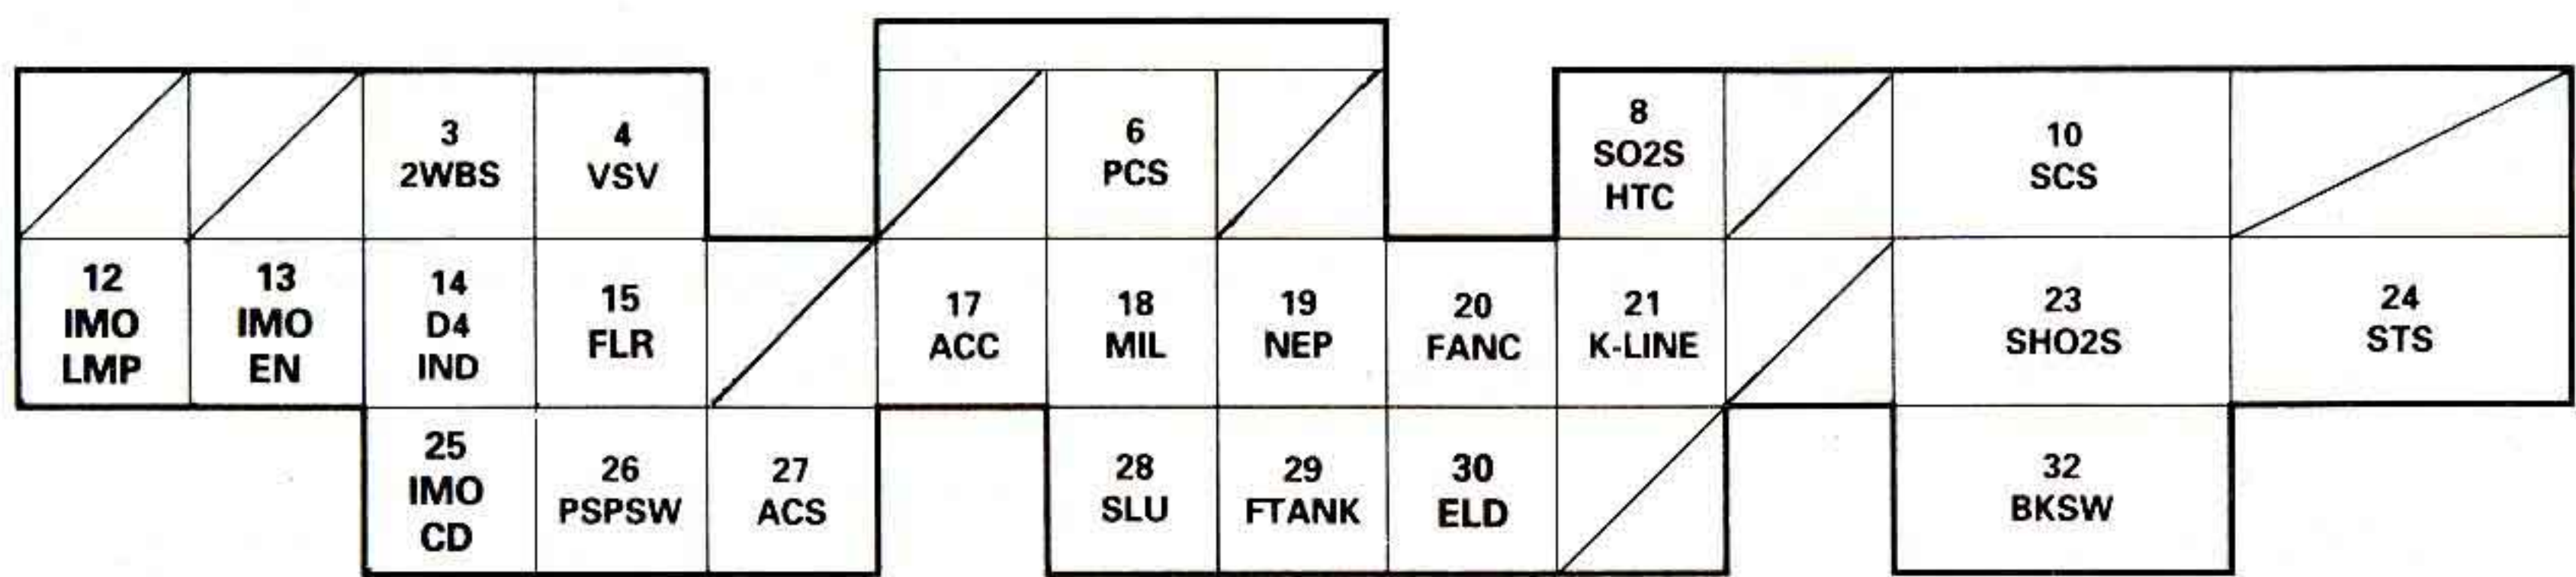 3
2WBS
4
VSV
6
PCS
8
SO2S
HTC
10
SCS
12
IMO
LMP
13
IMO
EN
14
D4
IND
15
FLR
17
ACC
18
MIL
19
NEP
20
FANC
21
K-LINE
23
SHO2S
24
STS
25
IMO
CD
26
PSPSW
27
ACS
28
SLU
29
FTANK
30
ELD
32
BKSW